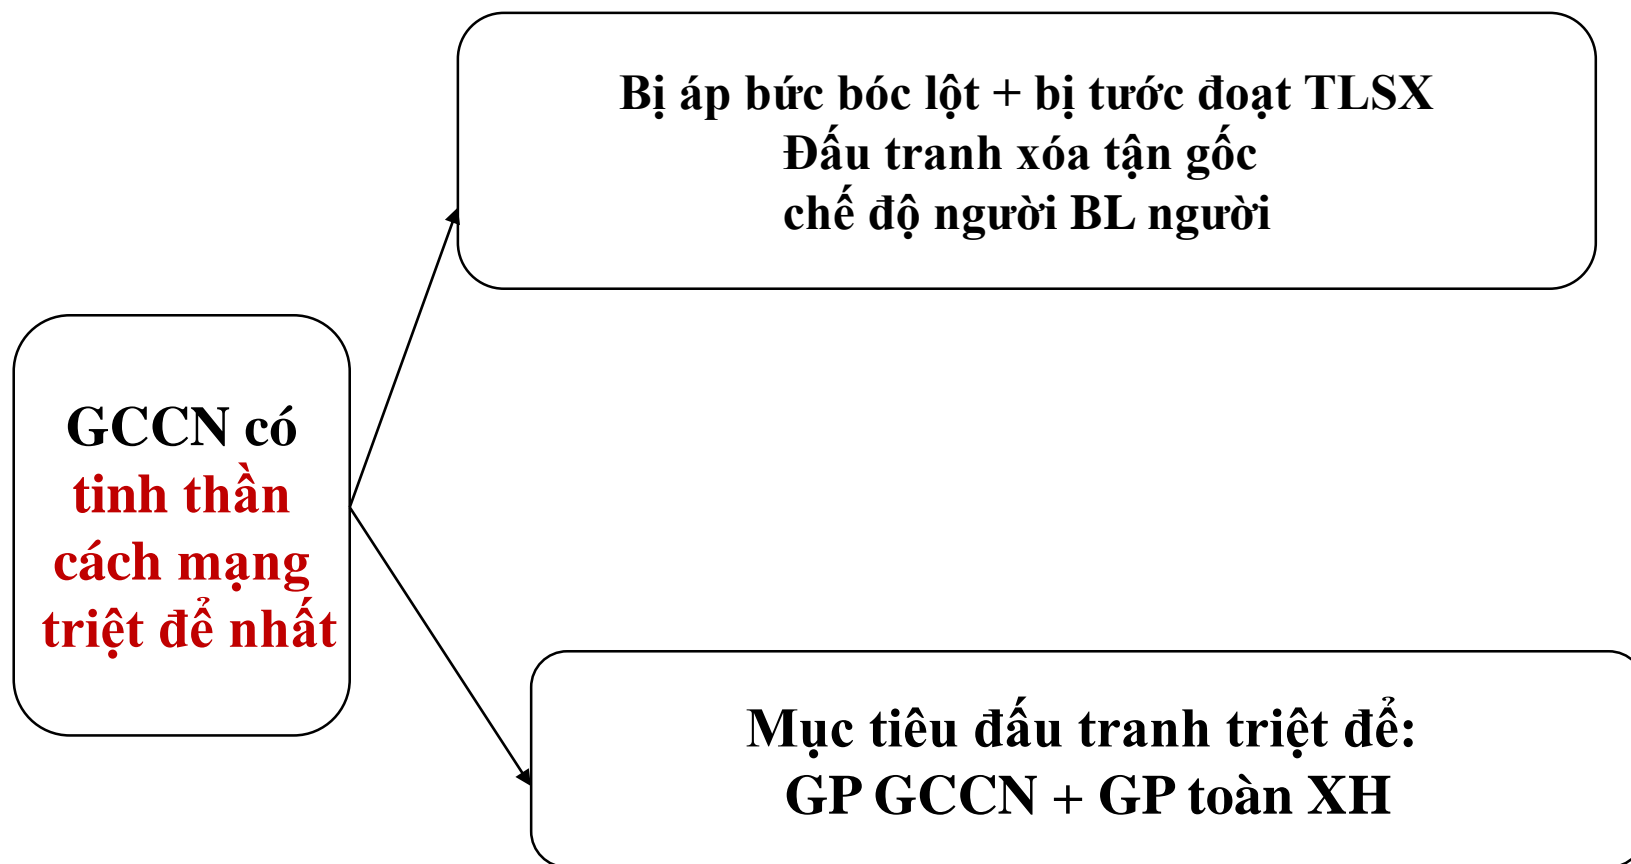 Bị áp bức bóc lột + bị tước đoạt TLSX
Đấu tranh xóa tận gốc
chế độ người BL người
GCCN có
tinh thần
cách mạng
triệt để nhất
Mục tiêu đấu tranh triệt để:
GP GCCN + GP toàn XH